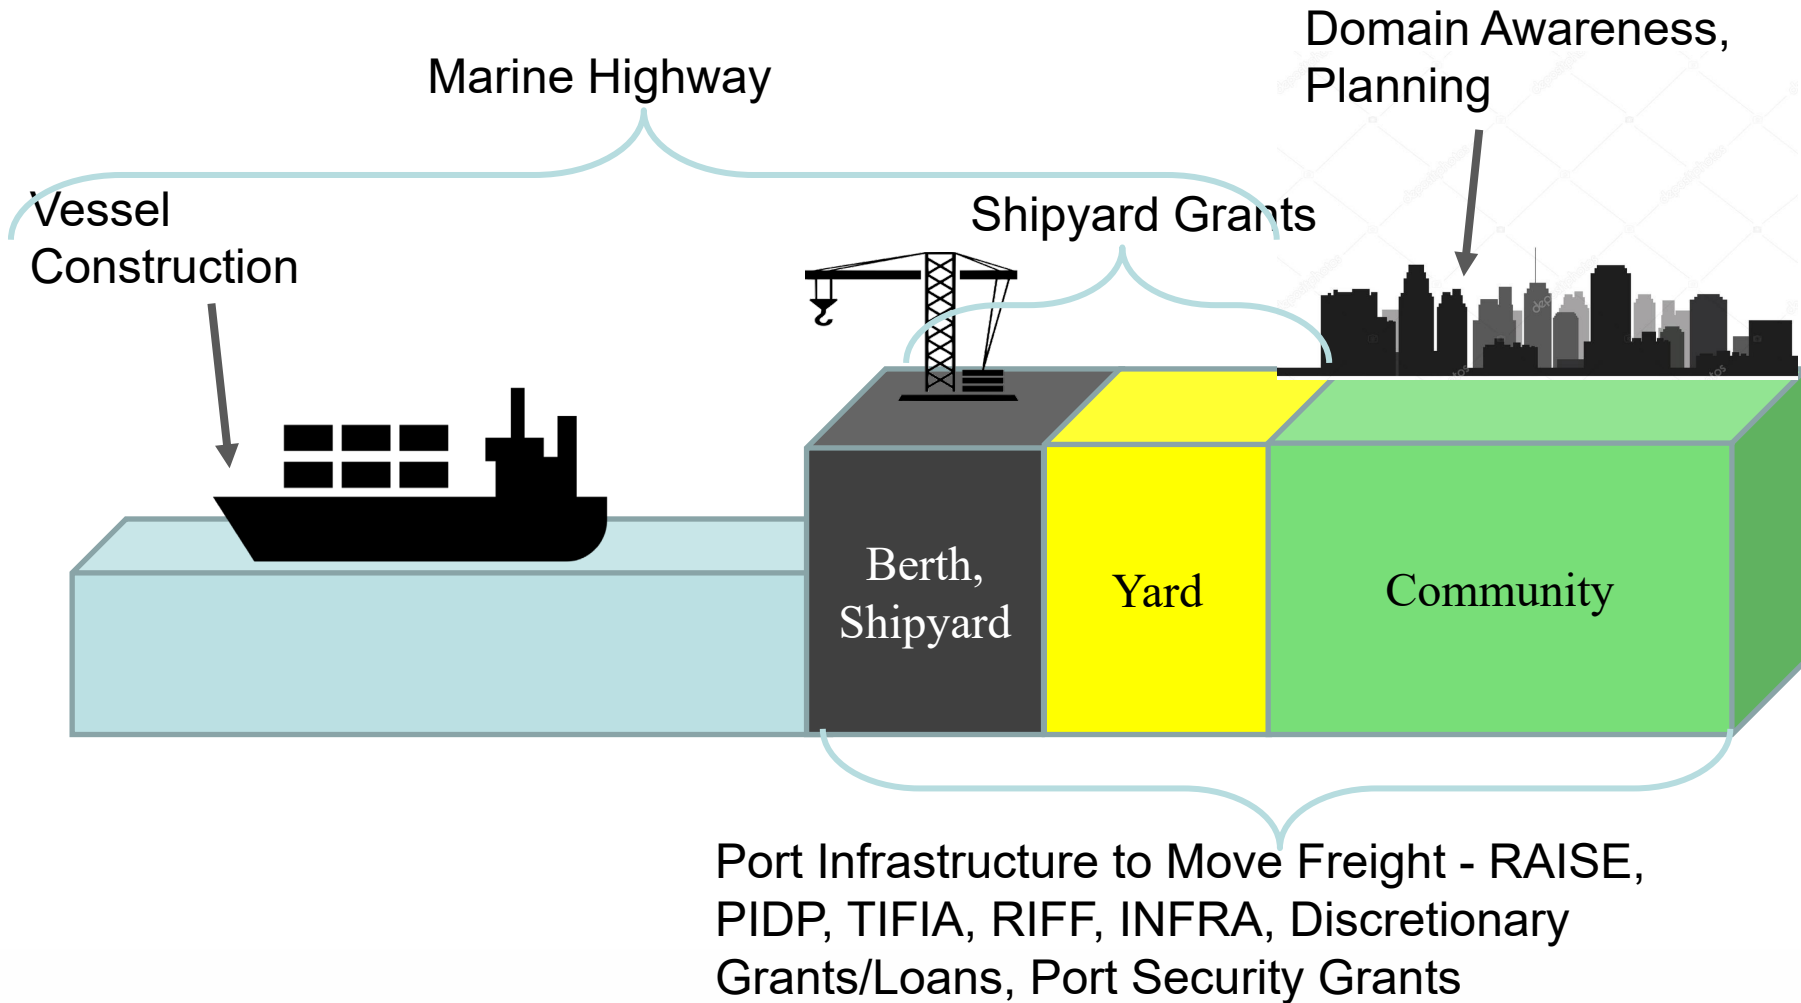 Domain Awareness,
Planning
Marine Highway
Vessel
Construction
Shipyard Grants
Berth,
Shipyard
Yard
Community
Port Infrastructure to Move Freight - RAISE,
PIDP, TIFIA, RIFF, INFRA, Discretionary
Grants/Loans, Port Security Grants